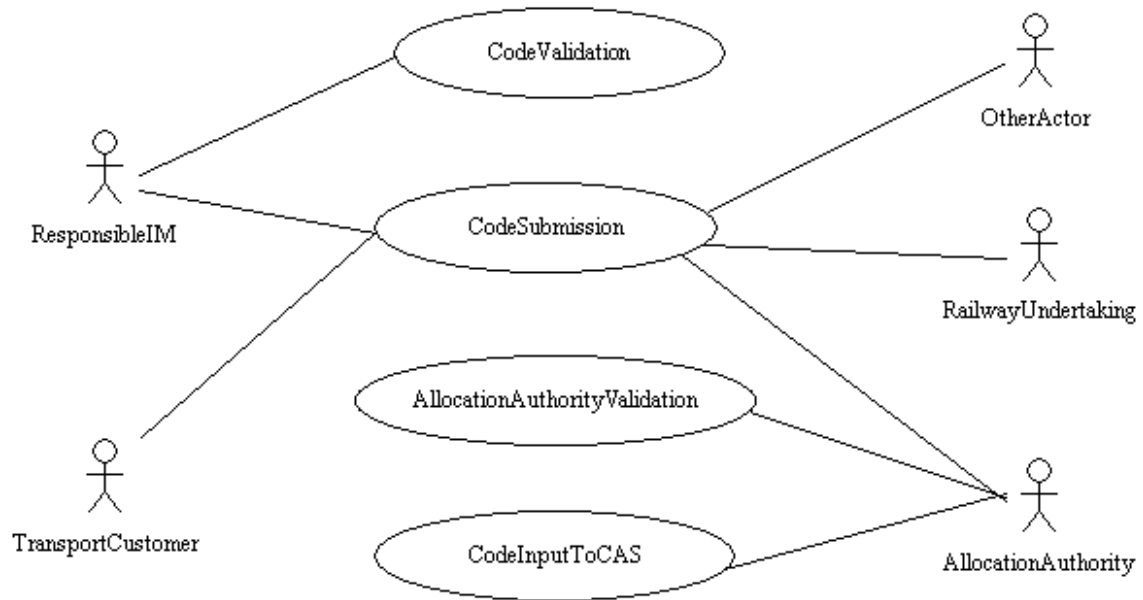 CodeValidation
OtherActor
ResponsibleIM
CodeSubmission
RailwayUndertaking
AllocationAuthorityValidation
TransportCustomer
CodeInputToCAS
AllocationAuthority